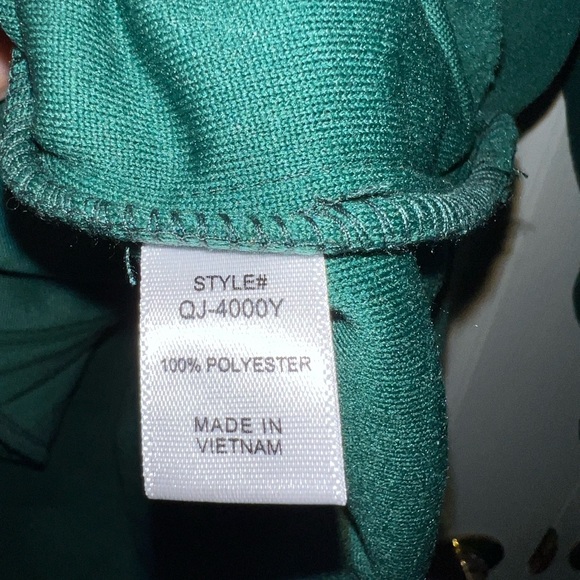 STYLE#
QJ-4000Y
100% POLYESTER
MADE IN
VIETNAM